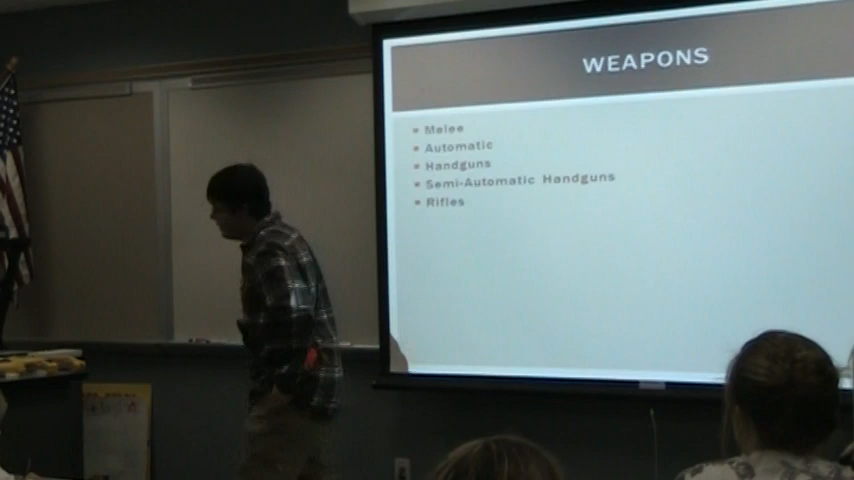 WEAPONS
Melee
Automatic
Handguns
Semi-Automatic Handguns
Rifles